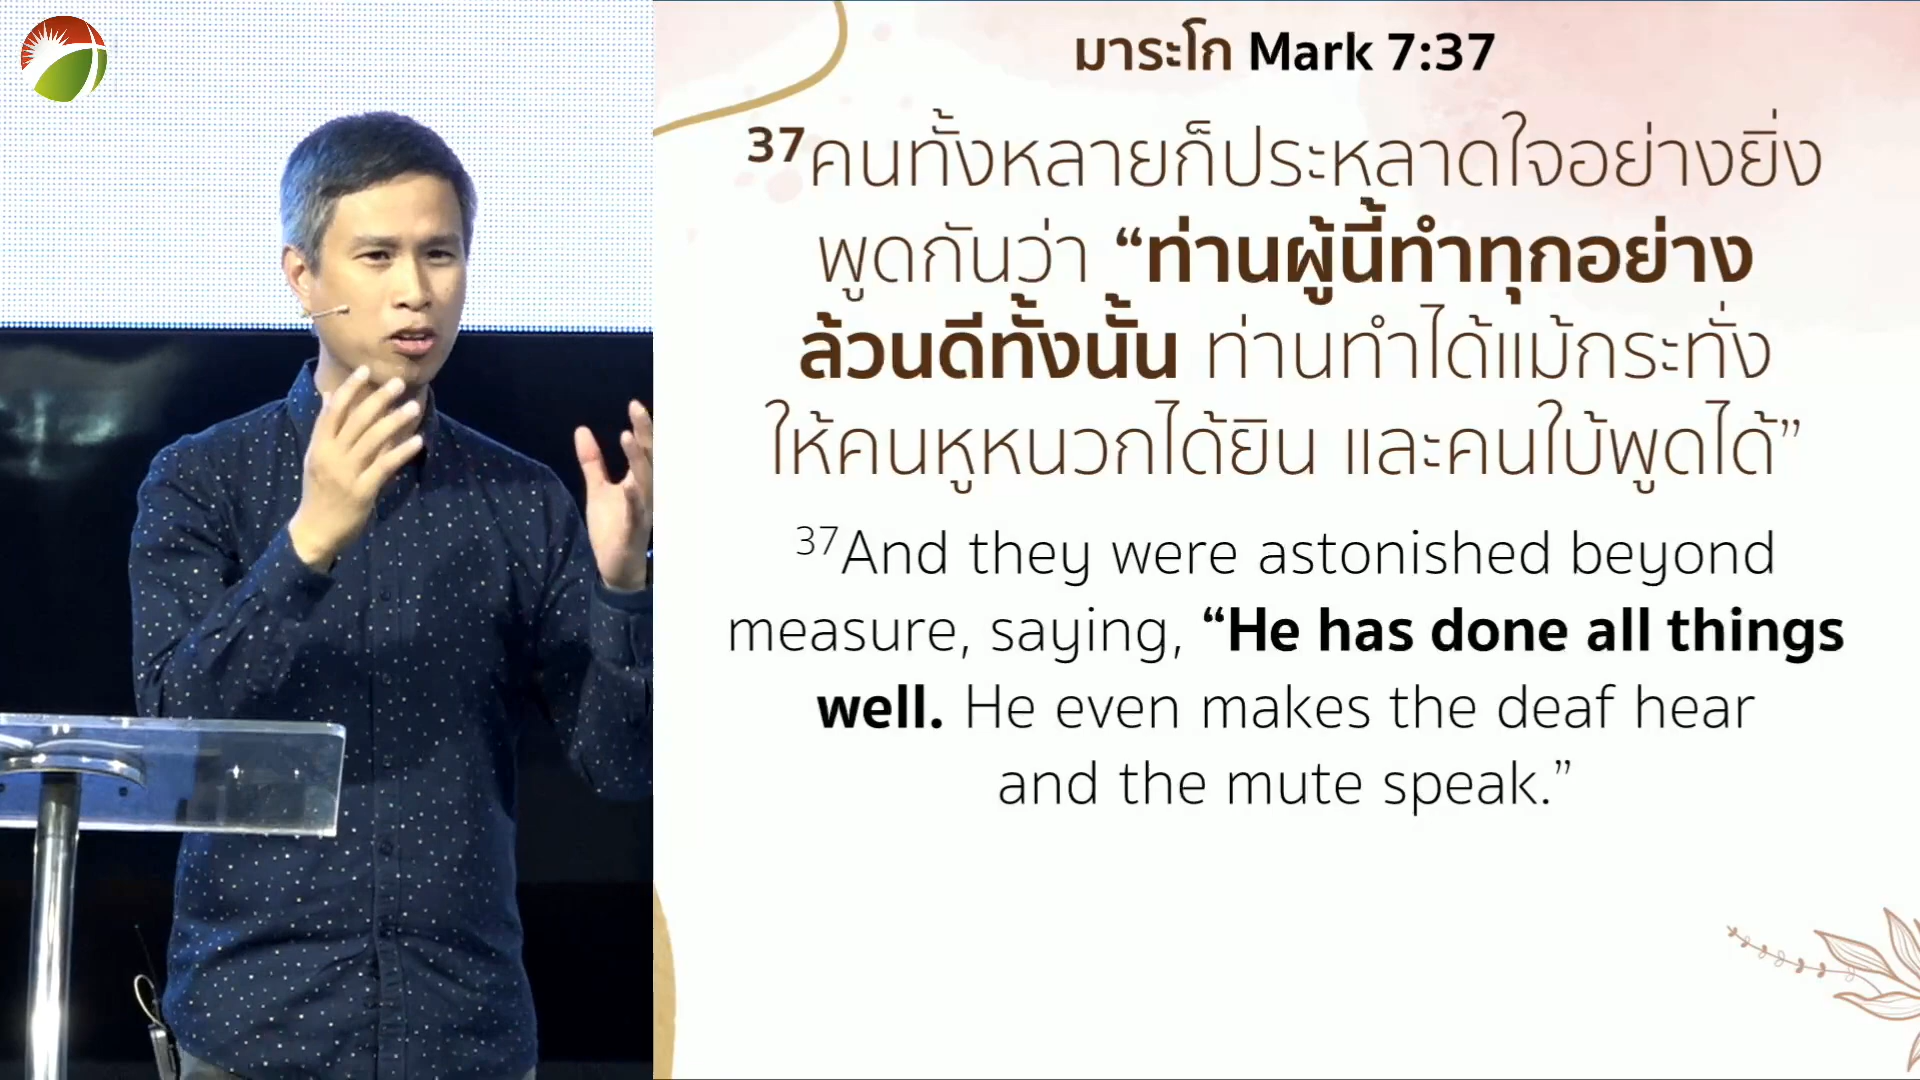 มาระโก Mark 7:37
37คนทั้งหลายก็ประหลาดใจอย่างยิ่ง
พูดกันว่า “ท่านผู้นี้ทำทุกอย่าง
ล้วนดีทั้งนั้น ท่านทำได้แม้กระทั่ง
ให้คนหูหนวกได้ยิน และคนใบ้พูดได้”
37And they were astonished beyond
measure, saying, “He has done all things
well. He even makes the deaf hear
and the mute speak.”